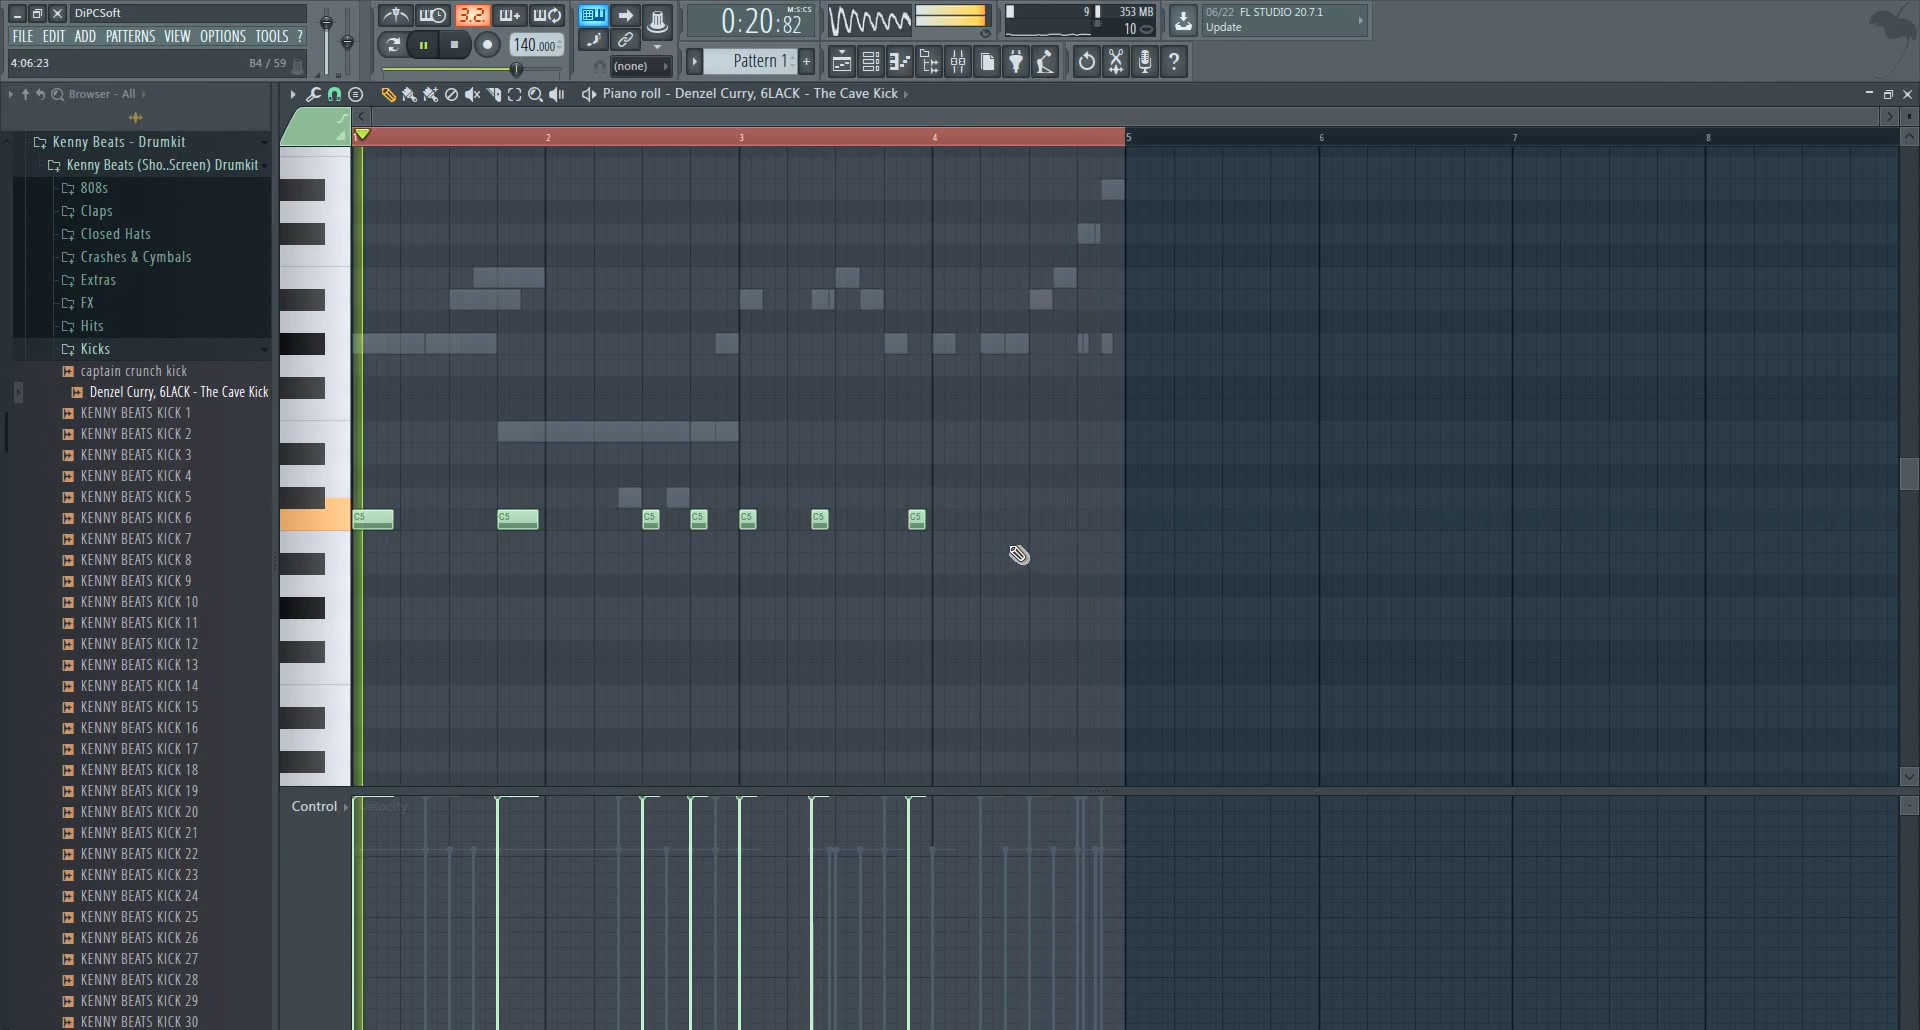 DiPCSoft
FILE EDIT ADD PATTERNS VIEW OPTIONS TOOLS ?
4:06:23 B4 / 59
3.2.
140.000
(none)
0:20:82 M:S:CS
Pattern 1
9 353 MB
10
06/22 FL STUDIO 20.7.1
Update
Browser - All
Piano roll - Denzel Curry, 6LACK - The Cave Kick
1 2 3 4 5 6 7 8
Kenny Beats - Drumkit
Kenny Beats (Sho..Screen) Drumkit
808s
Claps
Closed Hats
Crashes & Cymbals
Extras
FX
Hits
Kicks
captain crunch kick
Denzel Curry, 6LACK - The Cave Kick
KENNY BEATS KICK 1
KENNY BEATS KICK 2
KENNY BEATS KICK 3
KENNY BEATS KICK 4
KENNY BEATS KICK 5
KENNY BEATS KICK 6
KENNY BEATS KICK 7
KENNY BEATS KICK 8
KENNY BEATS KICK 9
KENNY BEATS KICK 10
KENNY BEATS KICK 11
KENNY BEATS KICK 12
KENNY BEATS KICK 13
KENNY BEATS KICK 14
KENNY BEATS KICK 15
KENNY BEATS KICK 16
KENNY BEATS KICK 17
KENNY BEATS KICK 18
KENNY BEATS KICK 19
KENNY BEATS KICK 20
KENNY BEATS KICK 21
KENNY BEATS KICK 22
KENNY BEATS KICK 23
KENNY BEATS KICK 24
KENNY BEATS KICK 25
KENNY BEATS KICK 26
KENNY BEATS KICK 27
KENNY BEATS KICK 28
KENNY BEATS KICK 29
KENNY BEATS KICK 30
C5 C5 C5 C5 C5 C5 C5
Control Velocity